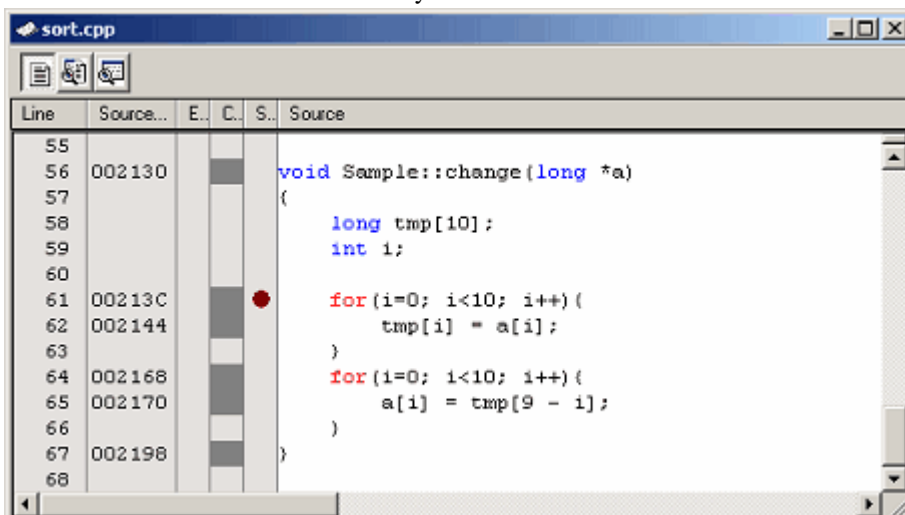 sort.cpp
Line Source... E.. C.. S.. Source
55
56 002130 void Sample::change(long *a)
57 {
58 long tmp[10];
59 int i;
60
61 00213C for(i=0; i<10; i++){
62 002144 tmp[i] = a[i];
63 }
64 002168 for(i=0; i<10; i++){
65 002170 a[i] = tmp[9 - i];
66 }
67 002198 }
68